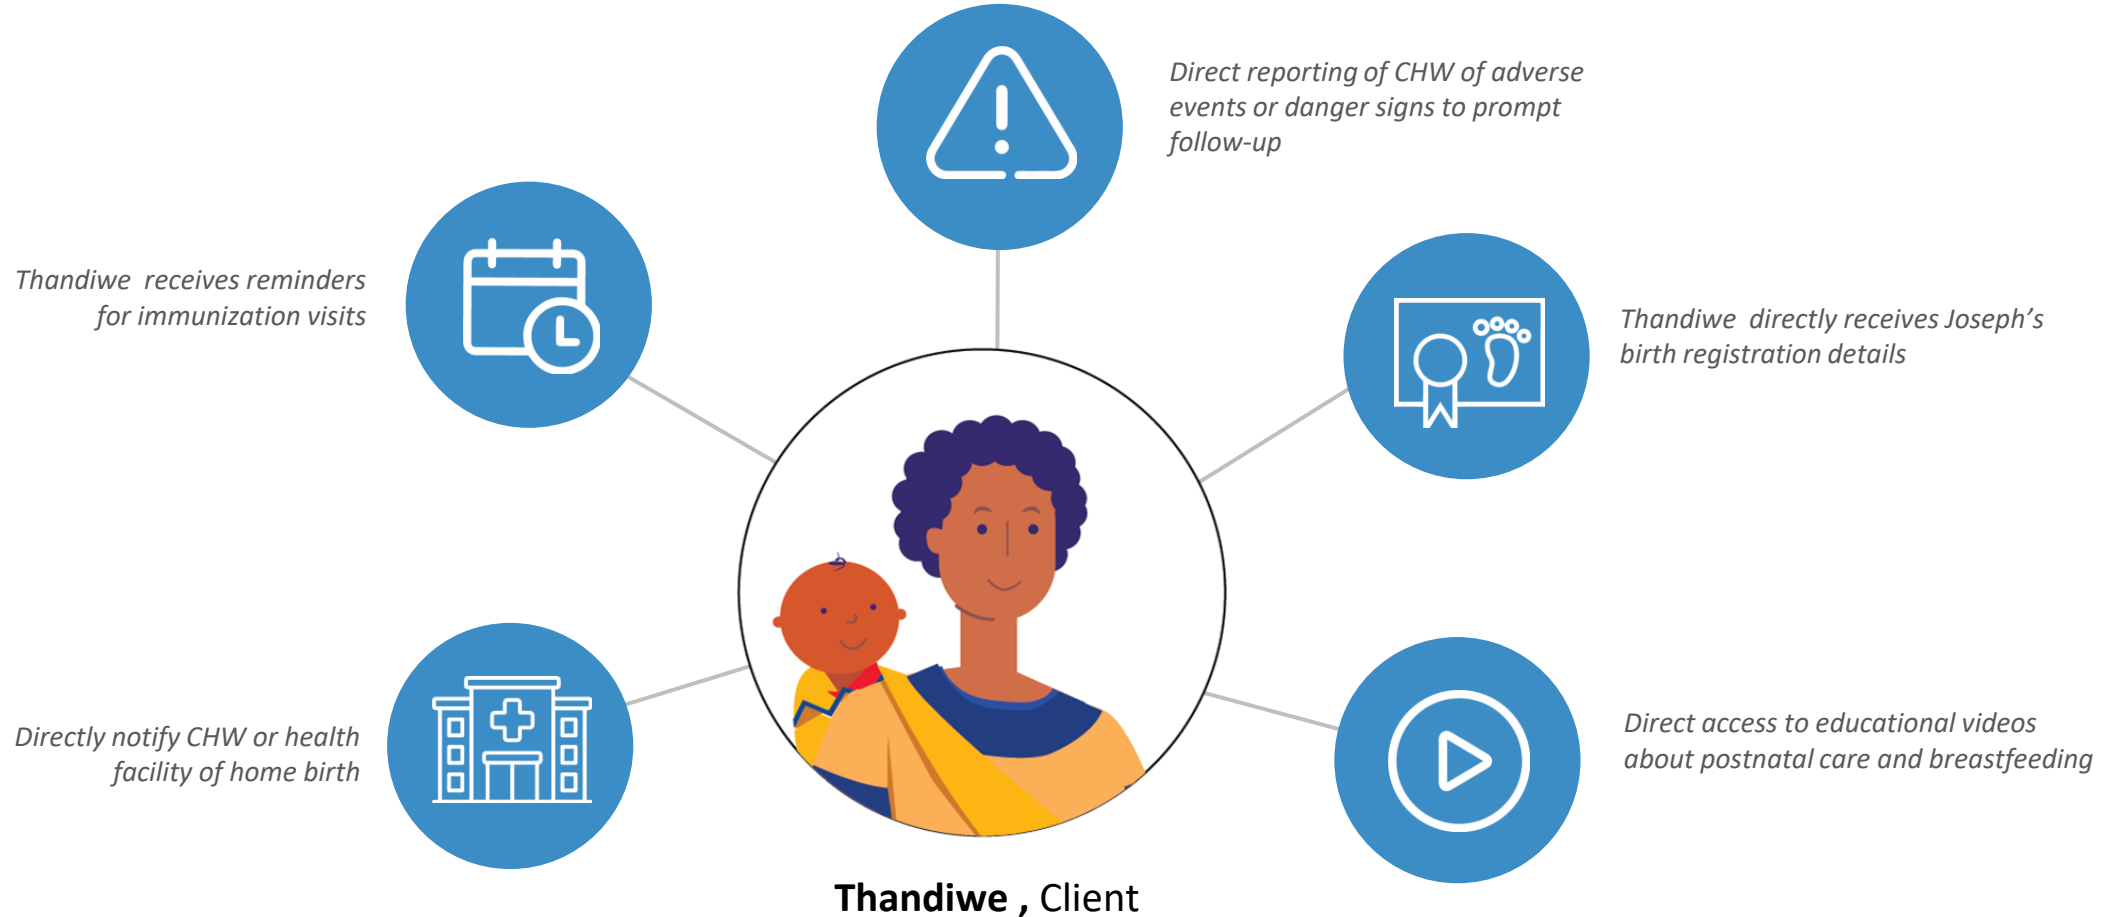 Direct reporting of CHW of adverse
events or danger signs to prompt
follow-up
Thandiwe  receives reminders
for immunization visits
Thandiwe  directly receives Joseph’s
birth registration details
Directly notify CHW or health
facility of home birth
Direct access to educational videos
about postnatal care and breastfeeding
Thandiwe , Client